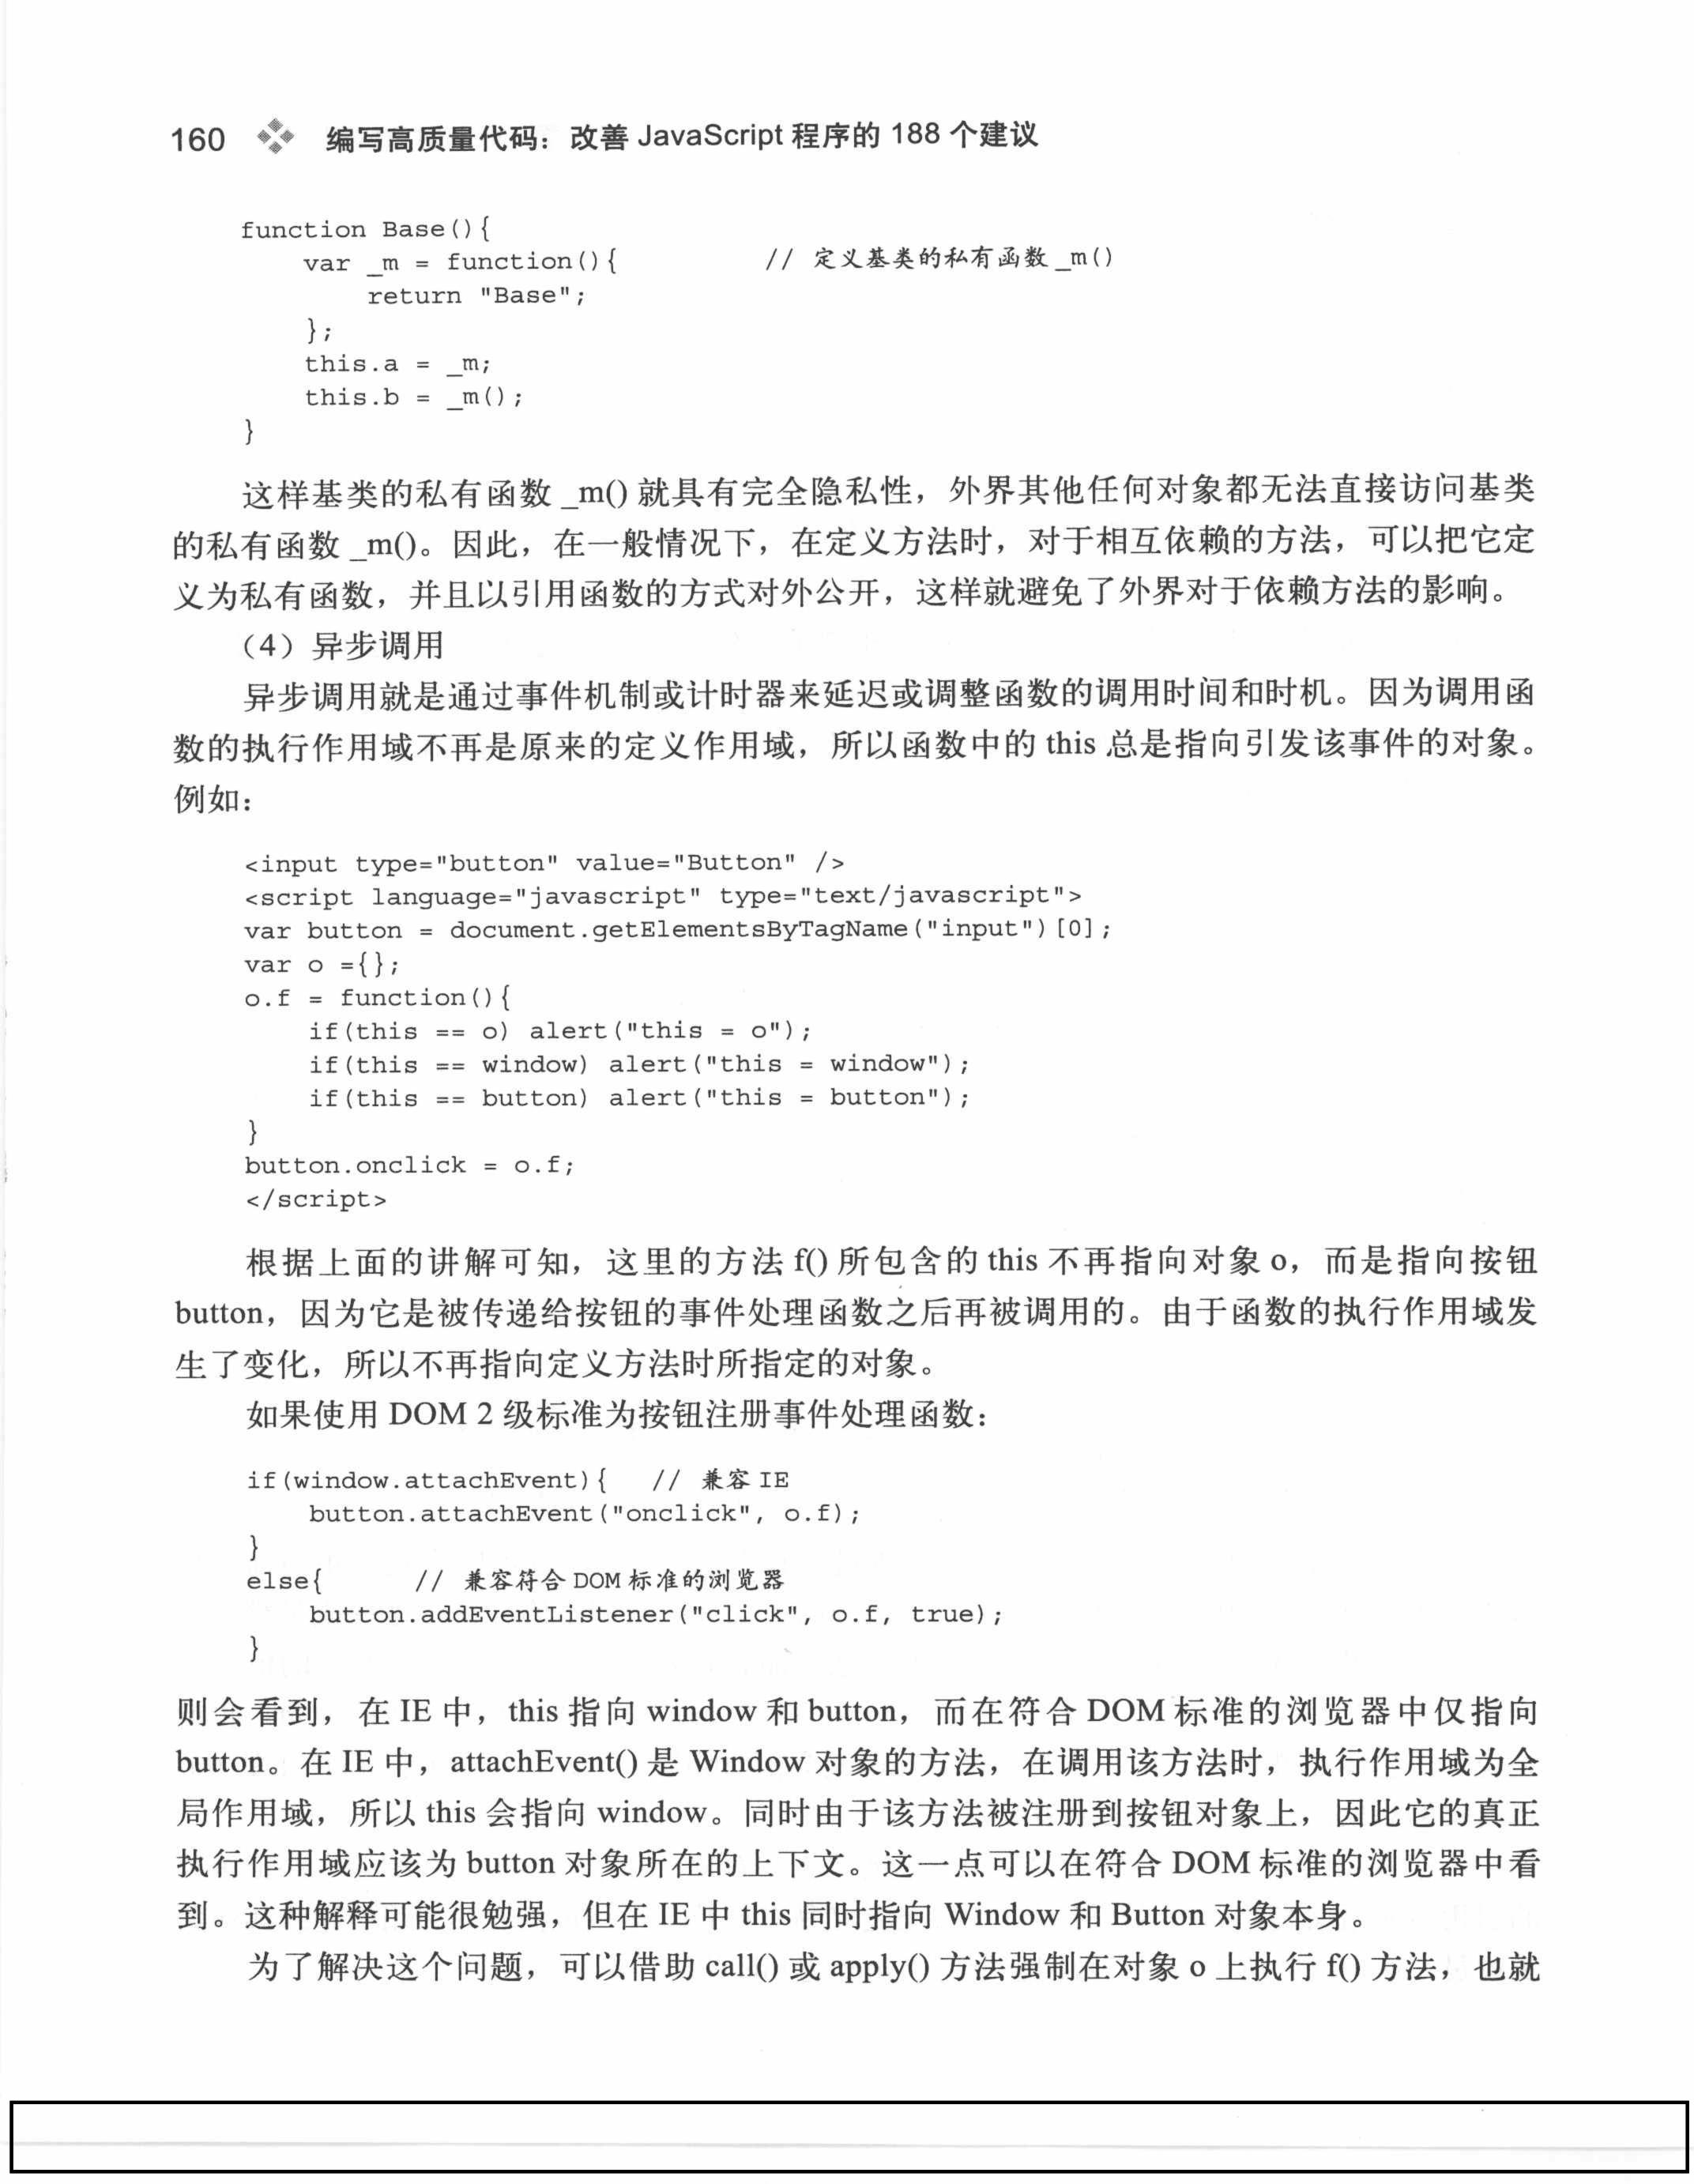 160 编写高质量代码：改善 JavaScript 程序的 188 个建议
function Base(){
    var _m = function(){          // 定义基类的私有函数_m()
        return "Base";
    };
    this.a = _m;
    this.b = _m();
}
这样基类的私有函数 _m() 就具有完全隐私性，外界其他任何对象都无法直接访问基类
的私有函数 _m()。因此，在一般情况下，在定义方法时，对于相互依赖的方法，可以把它定
义为私有函数，并且以引用函数的方式对外公开，这样就避免了外界对于依赖方法的影响。
（4）异步调用
异步调用就是通过事件机制或计时器来延迟或调整函数的调用时间和时机。因为调用函
数的执行作用域不再是原来的定义作用域，所以函数中的 this 总是指向引发该事件的对象。
例如：
<input type="button" value="Button" />
<script language="javascript" type="text/javascript">
var button = document.getElementsByTagName("input")[0];
var o ={};
o.f = function(){
    if(this == o) alert("this = o");
    if(this == window) alert("this = window");
    if(this == button) alert("this = button");
}
button.onclick = o.f;
</script>
根据上面的讲解可知，这里的方法 f() 所包含的 this 不再指向对象 o，而是指向按钮
button，因为它是被传递给按钮的事件处理函数之后再被调用的。由于函数的执行作用域发
生了变化，所以不再指向定义方法时所指定的对象。
如果使用 DOM 2 级标准为按钮注册事件处理函数：
if(window.attachEvent){   // 兼容 IE
    button.attachEvent("onclick", o.f);
}
else{      // 兼容符合 DOM 标准的浏览器
    button.addEventListener("click", o.f, true);
}
则会看到，在 IE 中，this 指向 window 和 button，而在符合 DOM 标准的浏览器中仅指向
button。在 IE 中，attachEvent() 是 Window 对象的方法，在调用该方法时，执行作用域为全
局作用域，所以 this 会指向 window。同时由于该方法被注册到按钮对象上，因此它的真正
执行作用域应该为 button 对象所在的上下文。这一点可以在符合 DOM 标准的浏览器中看
到。这种解释可能很勉强，但在 IE 中 this 同时指向 Window 和 Button 对象本身。
为了解决这个问题，可以借助 call() 或 apply() 方法强制在对象 o 上执行 f() 方法，也就